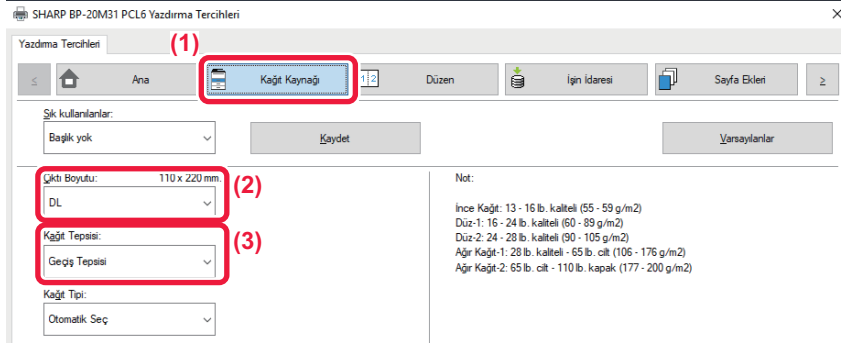 SHARP BP-20M31 PCL6 Yazdırma Tercihleri
Yazdırma Tercihleri
(1)
Ana
Kağıt Kaynağı
1 2
Düzen
İşin İdaresi
Sayfa Ekleri
Şık kullanılanlar:
Başlık yok
Kaydet
Varsayılanlar
Çıktı Boyutu: 110 x 220 mm.
(2)
DL
Kağıt Tepsisi:
(3)
Geçiş Tepsisi
Kağıt Tipi:
Otomatik Seç
Not:
İnce Kağıt: 13 - 16 lb. kaliteli (55 - 59 g/m2)
Düz-1: 16 - 24 lb. kaliteli (60 - 89 g/m2)
Düz-2: 24 - 28 lb. kaliteli (90 - 105 g/m2)
Ağır Kağıt-1: 28 lb. kaliteli - 65 lb. cilt (106 - 176 g/m2)
Ağır Kağıt-2: 65 lb. cilt - 110 lb. kapak (177 - 200 g/m2)